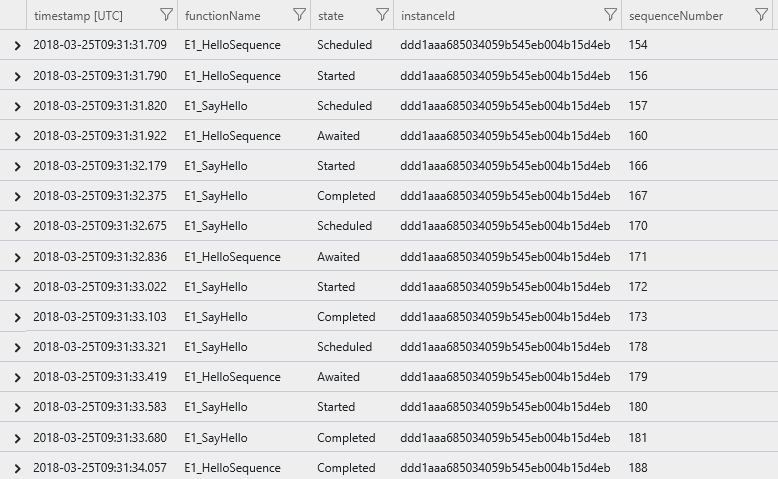 timestamp [UTC] functionName state instanceId sequenceNumber
2018-03-25T09:31:31.709 E1_HelloSequence Scheduled ddd1aaa685034059b545eb004b15d4eb 154
2018-03-25T09:31:31.790 E1_HelloSequence Started ddd1aaa685034059b545eb004b15d4eb 156
2018-03-25T09:31:31.820 E1_SayHello Scheduled ddd1aaa685034059b545eb004b15d4eb 157
2018-03-25T09:31:31.922 E1_HelloSequence Awaited ddd1aaa685034059b545eb004b15d4eb 160
2018-03-25T09:31:32.179 E1_SayHello Started ddd1aaa685034059b545eb004b15d4eb 166
2018-03-25T09:31:32.375 E1_SayHello Completed ddd1aaa685034059b545eb004b15d4eb 167
2018-03-25T09:31:32.675 E1_SayHello Scheduled ddd1aaa685034059b545eb004b15d4eb 170
2018-03-25T09:31:32.836 E1_HelloSequence Awaited ddd1aaa685034059b545eb004b15d4eb 171
2018-03-25T09:31:33.022 E1_SayHello Started ddd1aaa685034059b545eb004b15d4eb 172
2018-03-25T09:31:33.103 E1_SayHello Completed ddd1aaa685034059b545eb004b15d4eb 173
2018-03-25T09:31:33.321 E1_SayHello Scheduled ddd1aaa685034059b545eb004b15d4eb 178
2018-03-25T09:31:33.419 E1_HelloSequence Awaited ddd1aaa685034059b545eb004b15d4eb 179
2018-03-25T09:31:33.583 E1_SayHello Started ddd1aaa685034059b545eb004b15d4eb 180
2018-03-25T09:31:33.680 E1_SayHello Completed ddd1aaa685034059b545eb004b15d4eb 181
2018-03-25T09:31:34.057 E1_HelloSequence Completed ddd1aaa685034059b545eb004b15d4eb 188